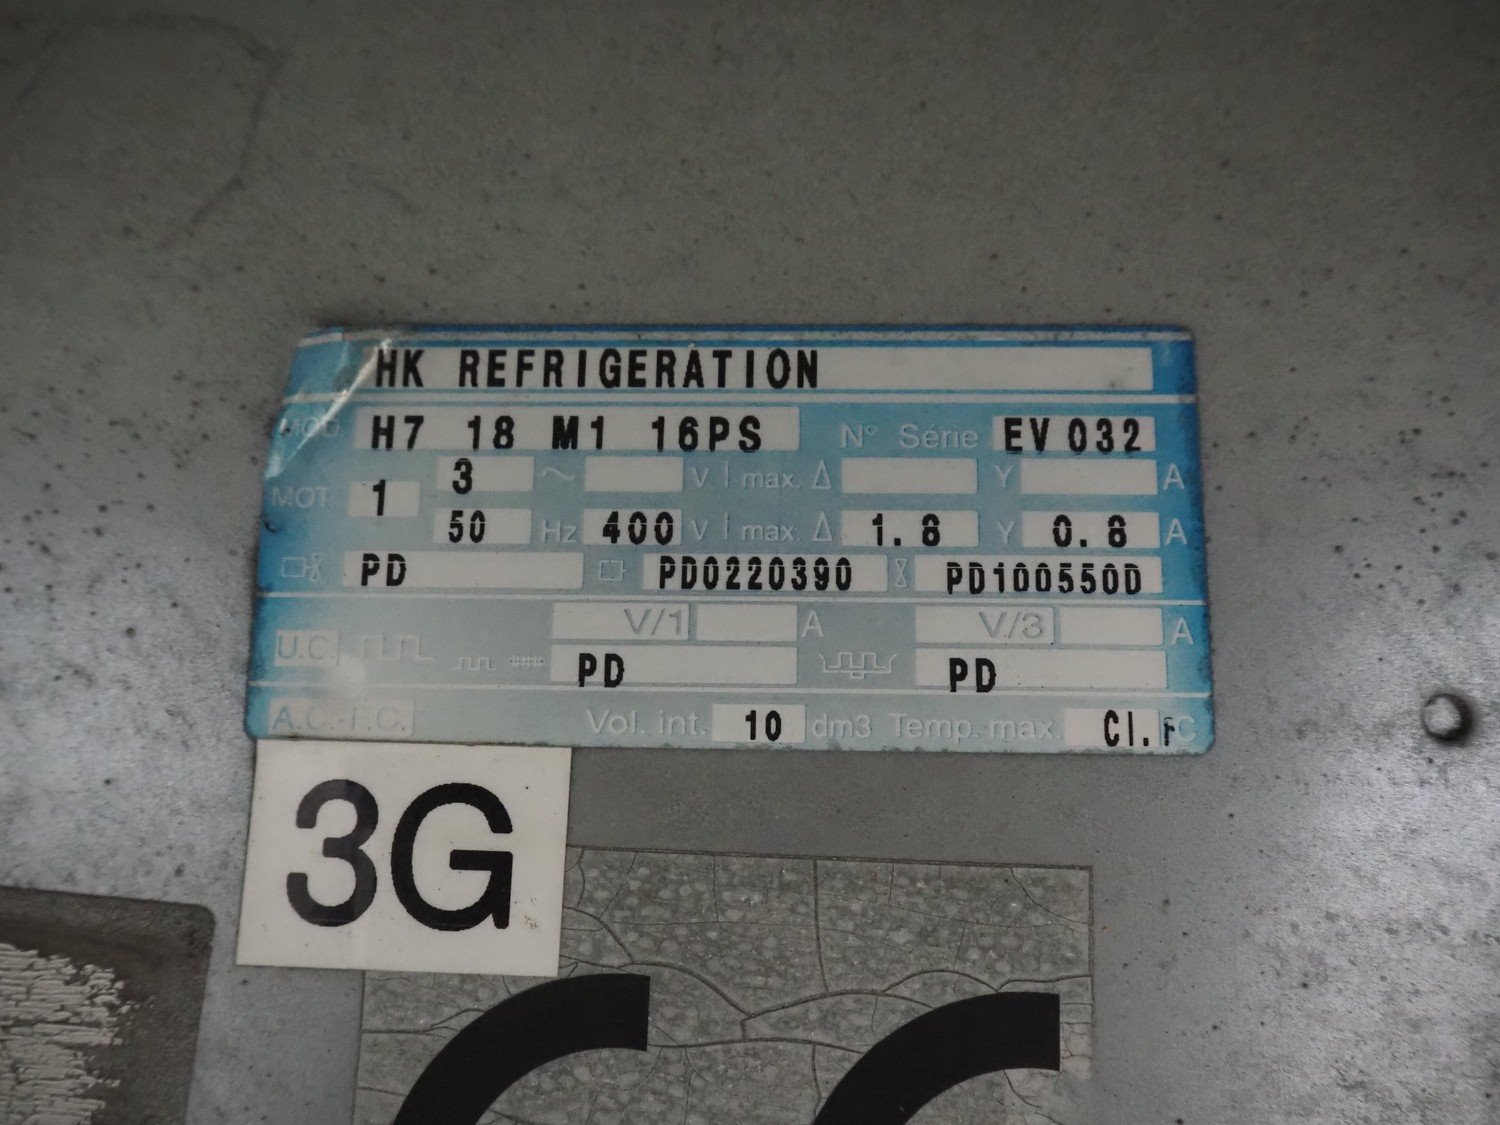 HK REFRIGERATION
MOD. H7 18 M1 16PS N° Série EV 032
MOT. 1 3 ~ V I max. Δ Y A
50 Hz 400 V I max. Δ 1.8 Y 0.8 A
PD PD0220390 PD100550D
V/1 A V/3 A
U.C. PD PD
A.C.-F.C. Vol. int. 10 dm3 Temp. max. Cl.F C
3G